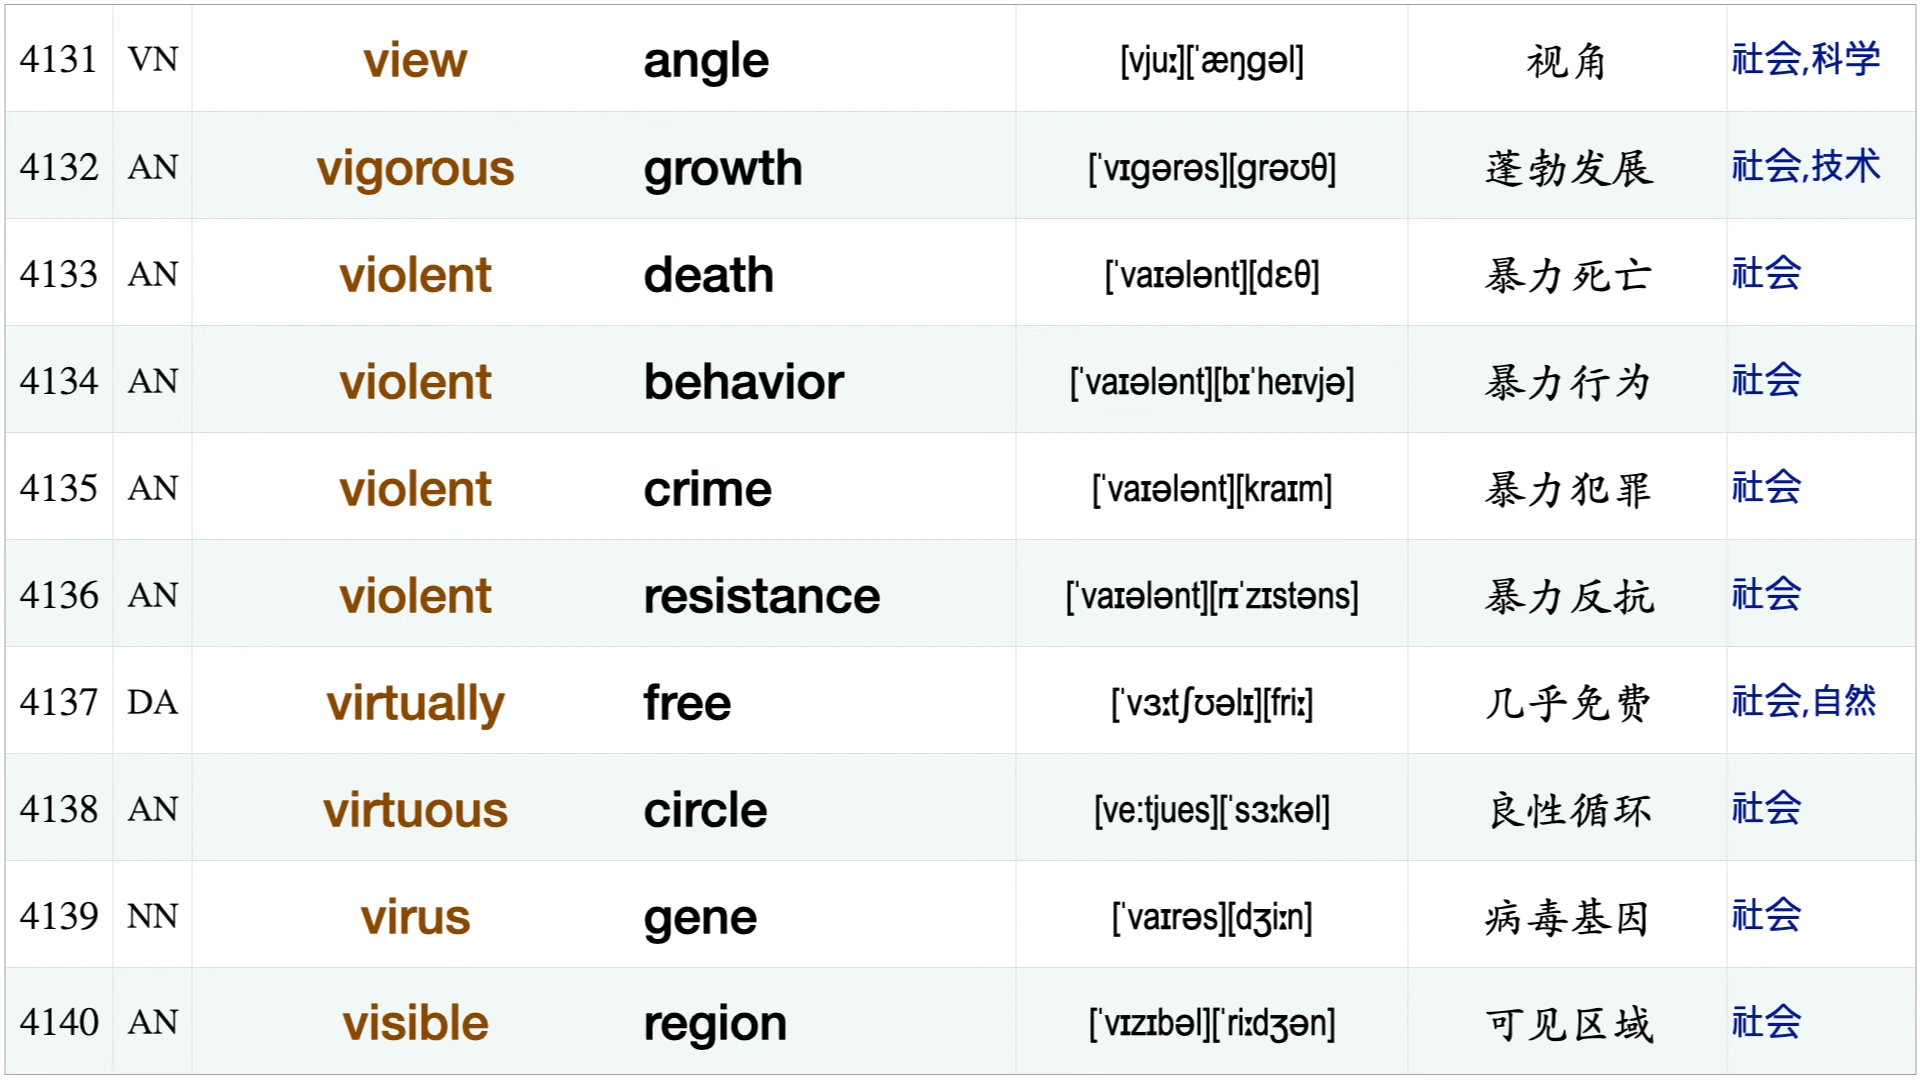 4131 VN view angle [vjuː][ˈæŋgəl] 视角 社会,科学
4132 AN vigorous growth [ˈvɪgərəs][grəʊθ] 蓬勃发展 社会,技术
4133 AN violent death [ˈvaɪələnt][dɛθ] 暴力死亡 社会
4134 AN violent behavior [ˈvaɪələnt][bɪˈheɪvjə] 暴力行为 社会
4135 AN violent crime [ˈvaɪələnt][kraɪm] 暴力犯罪 社会
4136 AN violent resistance [ˈvaɪələnt][rɪˈzɪstəns] 暴力反抗 社会
4137 DA virtually free [ˈvɜːtʃʊəlɪ][friː] 几乎免费 社会,自然
4138 AN virtuous circle [ve:tjues][ˈsɜːkəl] 良性循环 社会
4139 NN virus gene [ˈvaɪrəs][dʒiːn] 病毒基因 社会
4140 AN visible region [ˈvɪzɪbəl][ˈriːdʒən] 可见区域 社会